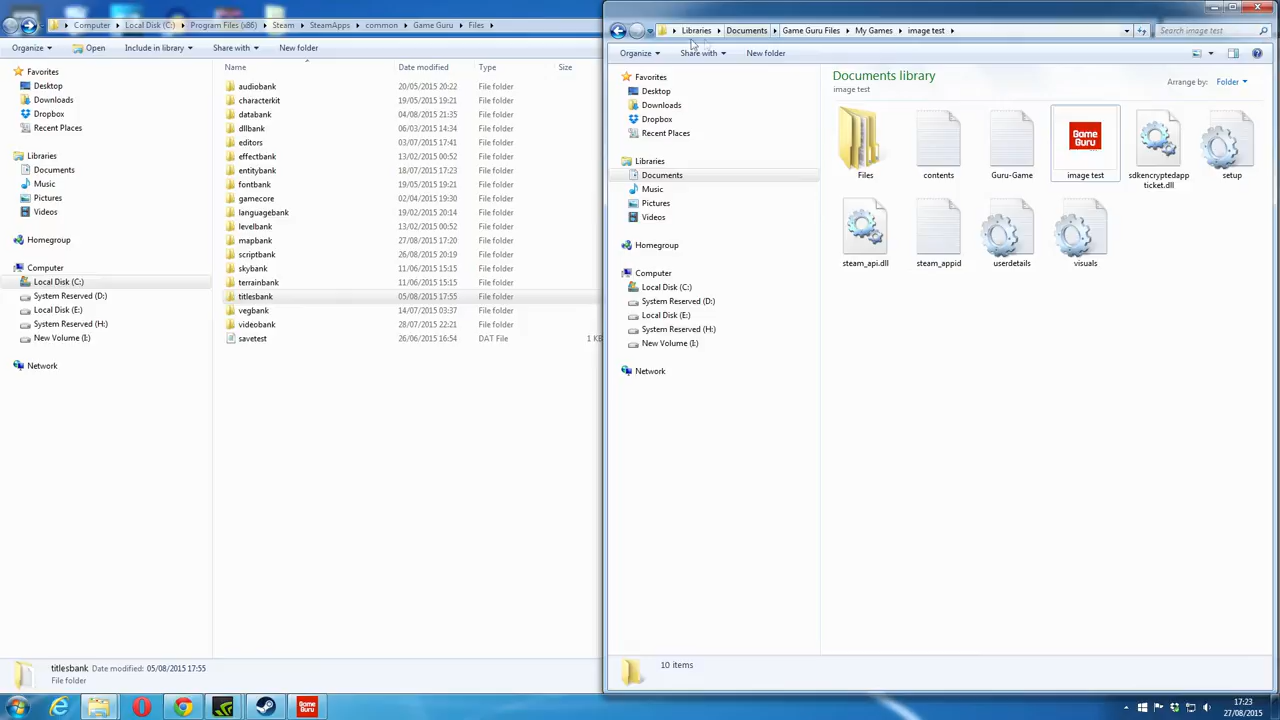 Computer Local Disk (C:) Program Files (x86) Steam SteamApps common Game Guru Files
Organize Open Include in library Share with New folder
Favorites
Desktop
Downloads
Dropbox
Recent Places
Libraries
Documents
Music
Pictures
Videos
Homegroup
Computer
Local Disk (C:)
System Reserved (D:)
Local Disk (E:)
System Reserved (H:)
New Volume (I:)
Network
Name Date modified Type Size
audiobank 20/05/2015 20:22 File folder
characterkit 19/05/2015 19:21 File folder
databank 04/08/2015 21:35 File folder
dllbank 06/03/2015 14:34 File folder
editors 03/07/2015 17:41 File folder
effectbank 13/02/2015 00:52 File folder
entitybank 18/07/2015 17:23 File folder
fontbank 19/05/2015 19:21 File folder
gamecore 02/04/2015 19:30 File folder
languagebank 19/02/2015 20:14 File folder
levelbank 13/02/2015 00:52 File folder
mapbank 27/08/2015 17:20 File folder
scriptbank 26/08/2015 20:19 File folder
skybank 11/06/2015 15:15 File folder
terrainbank 11/06/2015 15:15 File folder
titlesbank 05/08/2015 17:55 File folder
vegbank 14/07/2015 03:37 File folder
videobank 28/07/2015 22:21 File folder
savetest 26/06/2015 16:54 DAT File 1 KB
titlesbank Date modified: 05/08/2015 17:55
File folder
Libraries Documents Game Guru Files My Games image test
Search image test
Organize Share with New folder
Favorites
Desktop
Downloads
Dropbox
Recent Places
Libraries
Documents
Music
Pictures
Videos
Homegroup
Computer
Local Disk (C:)
System Reserved (D:)
Local Disk (E:)
System Reserved (H:)
New Volume (I:)
Network
Documents library
image test
Arrange by: Folder
Game
Guru
Files contents Guru-Game image test sdkencryptedapp setup
ticket.dll
steam_api.dll steam_appid userdetails visuals
10 items
Game
Guru
17:23
27/08/2015